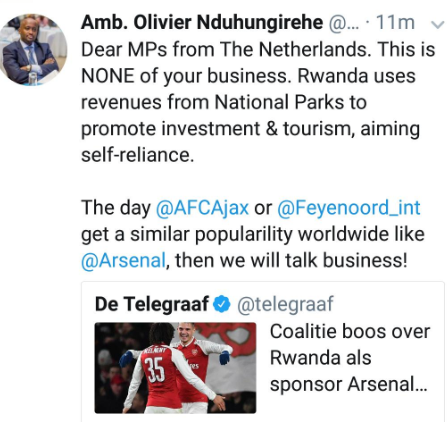 Amb. Olivier Nduhungirehe @... · 11m
Dear MPs from The Netherlands. This is
NONE of your business. Rwanda uses
revenues from National Parks to
promote investment & tourism, aiming
self-reliance.
The day @AFCAjax or @Feyenoord_int
get a similar popularility worldwide like
@Arsenal, then we will talk business!
De Telegraaf @telegraaf
Coalitie boos over
Rwanda als
sponsor Arsenal...
35